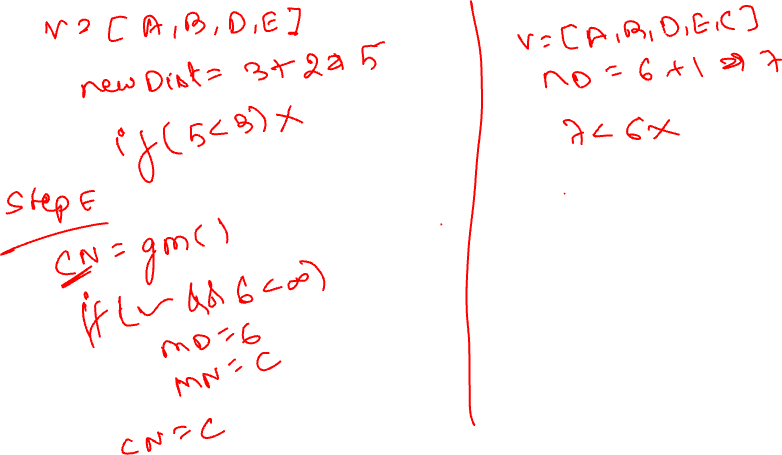 V = [A, B, D, E]
new Dist = 3 + 2 ⇒ 5
if (5 < 3) ×
Step E
CN = gm()
if (✓ && 6 < ∞)
MD = 6
MN = C
CN = C
V = [A, B, D, E, C]
ND = 6 + 1 ⇒ 7
7 < 6 ×